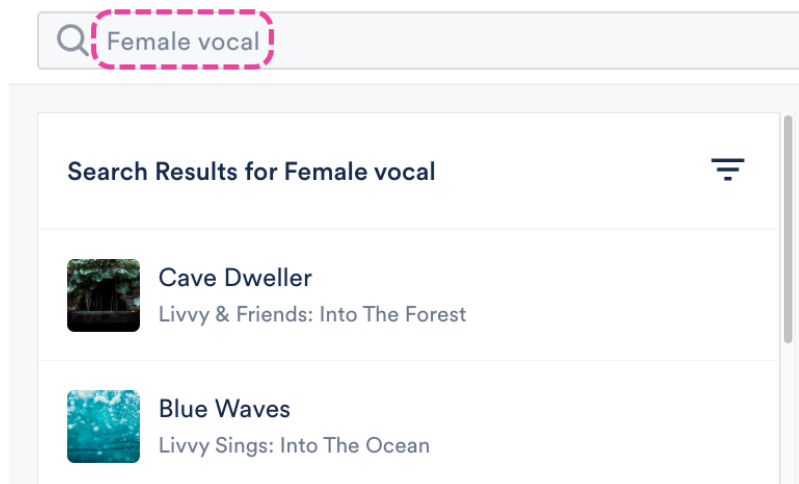 Female vocal
Search Results for Female vocal
Cave Dweller
Livvy & Friends: Into The Forest
Blue Waves
Livvy Sings: Into The Ocean